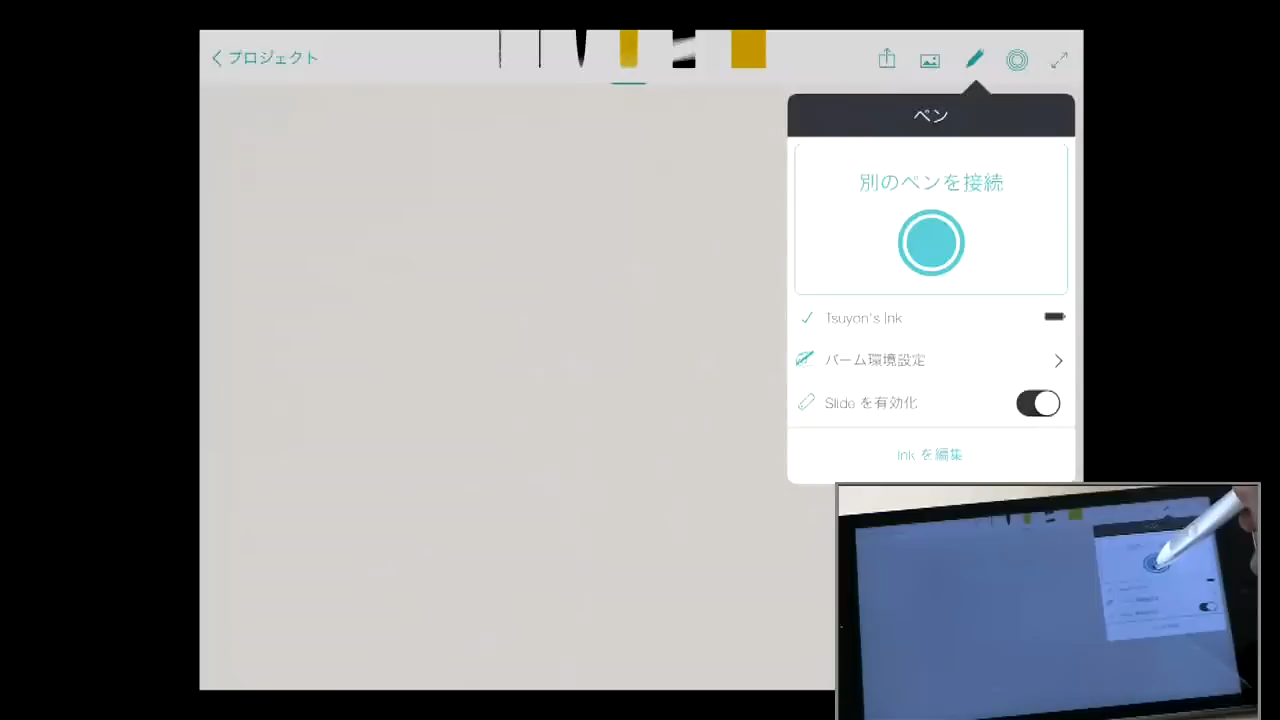 プロジェクト
ペン
別のペンを接続
Tsuyon's Ink
パーム環境設定
Slide を有効化
Ink を編集